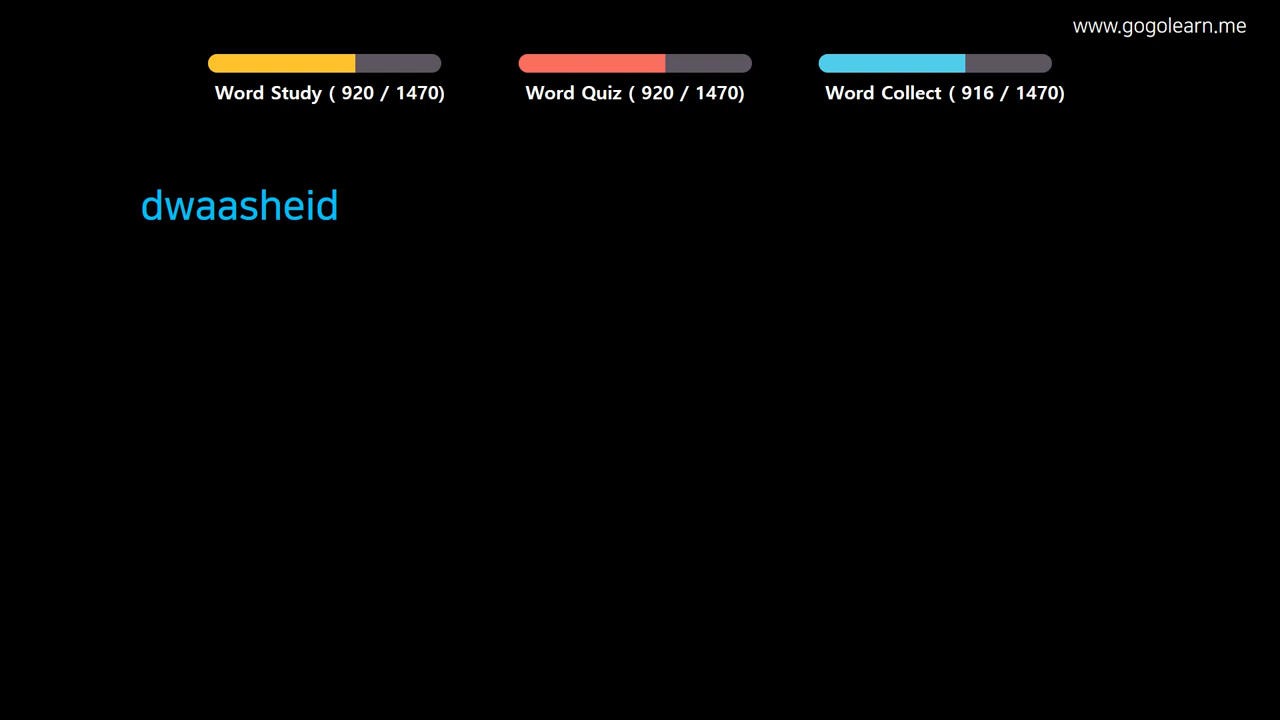 www.gogolearn.me
Word Study ( 920 / 1470)
Word Quiz ( 920 / 1470)
Word Collect ( 916 / 1470)
dwaasheid